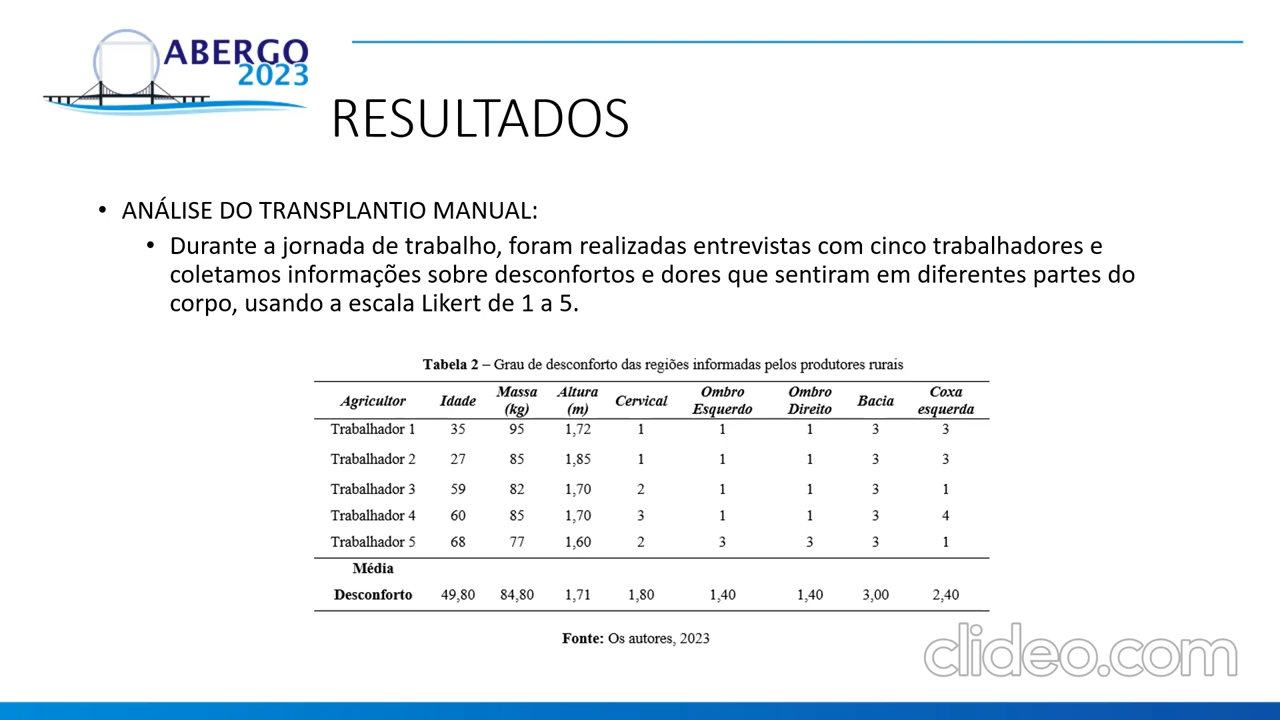 ABERGO
2023
RESULTADOS
• ANÁLISE DO TRANSPLANTIO MANUAL:
• Durante a jornada de trabalho, foram realizadas entrevistas com cinco trabalhadores e
coletamos informações sobre desconfortos e dores que sentiram em diferentes partes do
corpo, usando a escala Likert de 1 a 5.
Tabela 2 – Grau de desconforto das regiões informadas pelos produtores rurais
Agricultor Idade Massa (kg) Altura (m) Cervical Ombro Esquerdo Ombro Direito Bacia Coxa esquerda
Trabalhador 1 35 95 1,72 1 1 1 3 3
Trabalhador 2 27 85 1,85 1 1 1 3 3
Trabalhador 3 59 82 1,70 2 1 1 3 1
Trabalhador 4 60 85 1,70 3 1 1 3 4
Trabalhador 5 68 77 1,60 2 3 3 3 1
Média
Desconforto 49,80 84,80 1,71 1,80 1,40 1,40 3,00 2,40
Fonte: Os autores, 2023
clideo.com